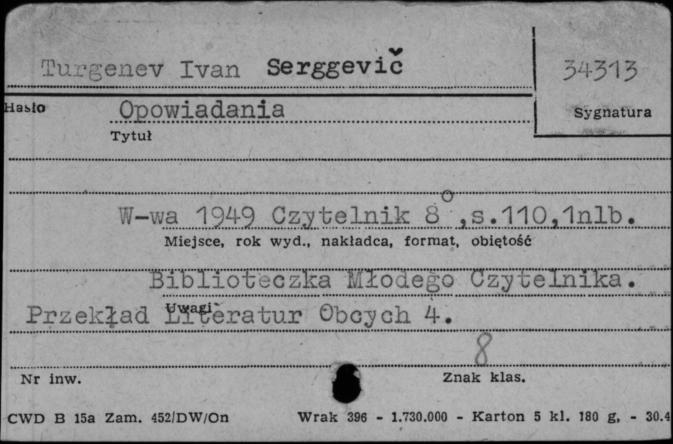 Turgenev Ivan Serggevič
34313
Hasło
Opowiadania
Sygnatura
Tytuł
W-wa 1949 Czytelnik 8°,s.110,1nlb.
Miejsce, rok wyd., nakładca, format, objętość
Biblioteczka Młodego Czytelnika.
Uwagi
Przekład Literatur Obcych 4.
8
Nr inw.
Znak klas.
CWD B 15a Zam. 452/DW/On Wrak 396 - 1.730.000 - Karton 5 kl. 180 g, - 30.4